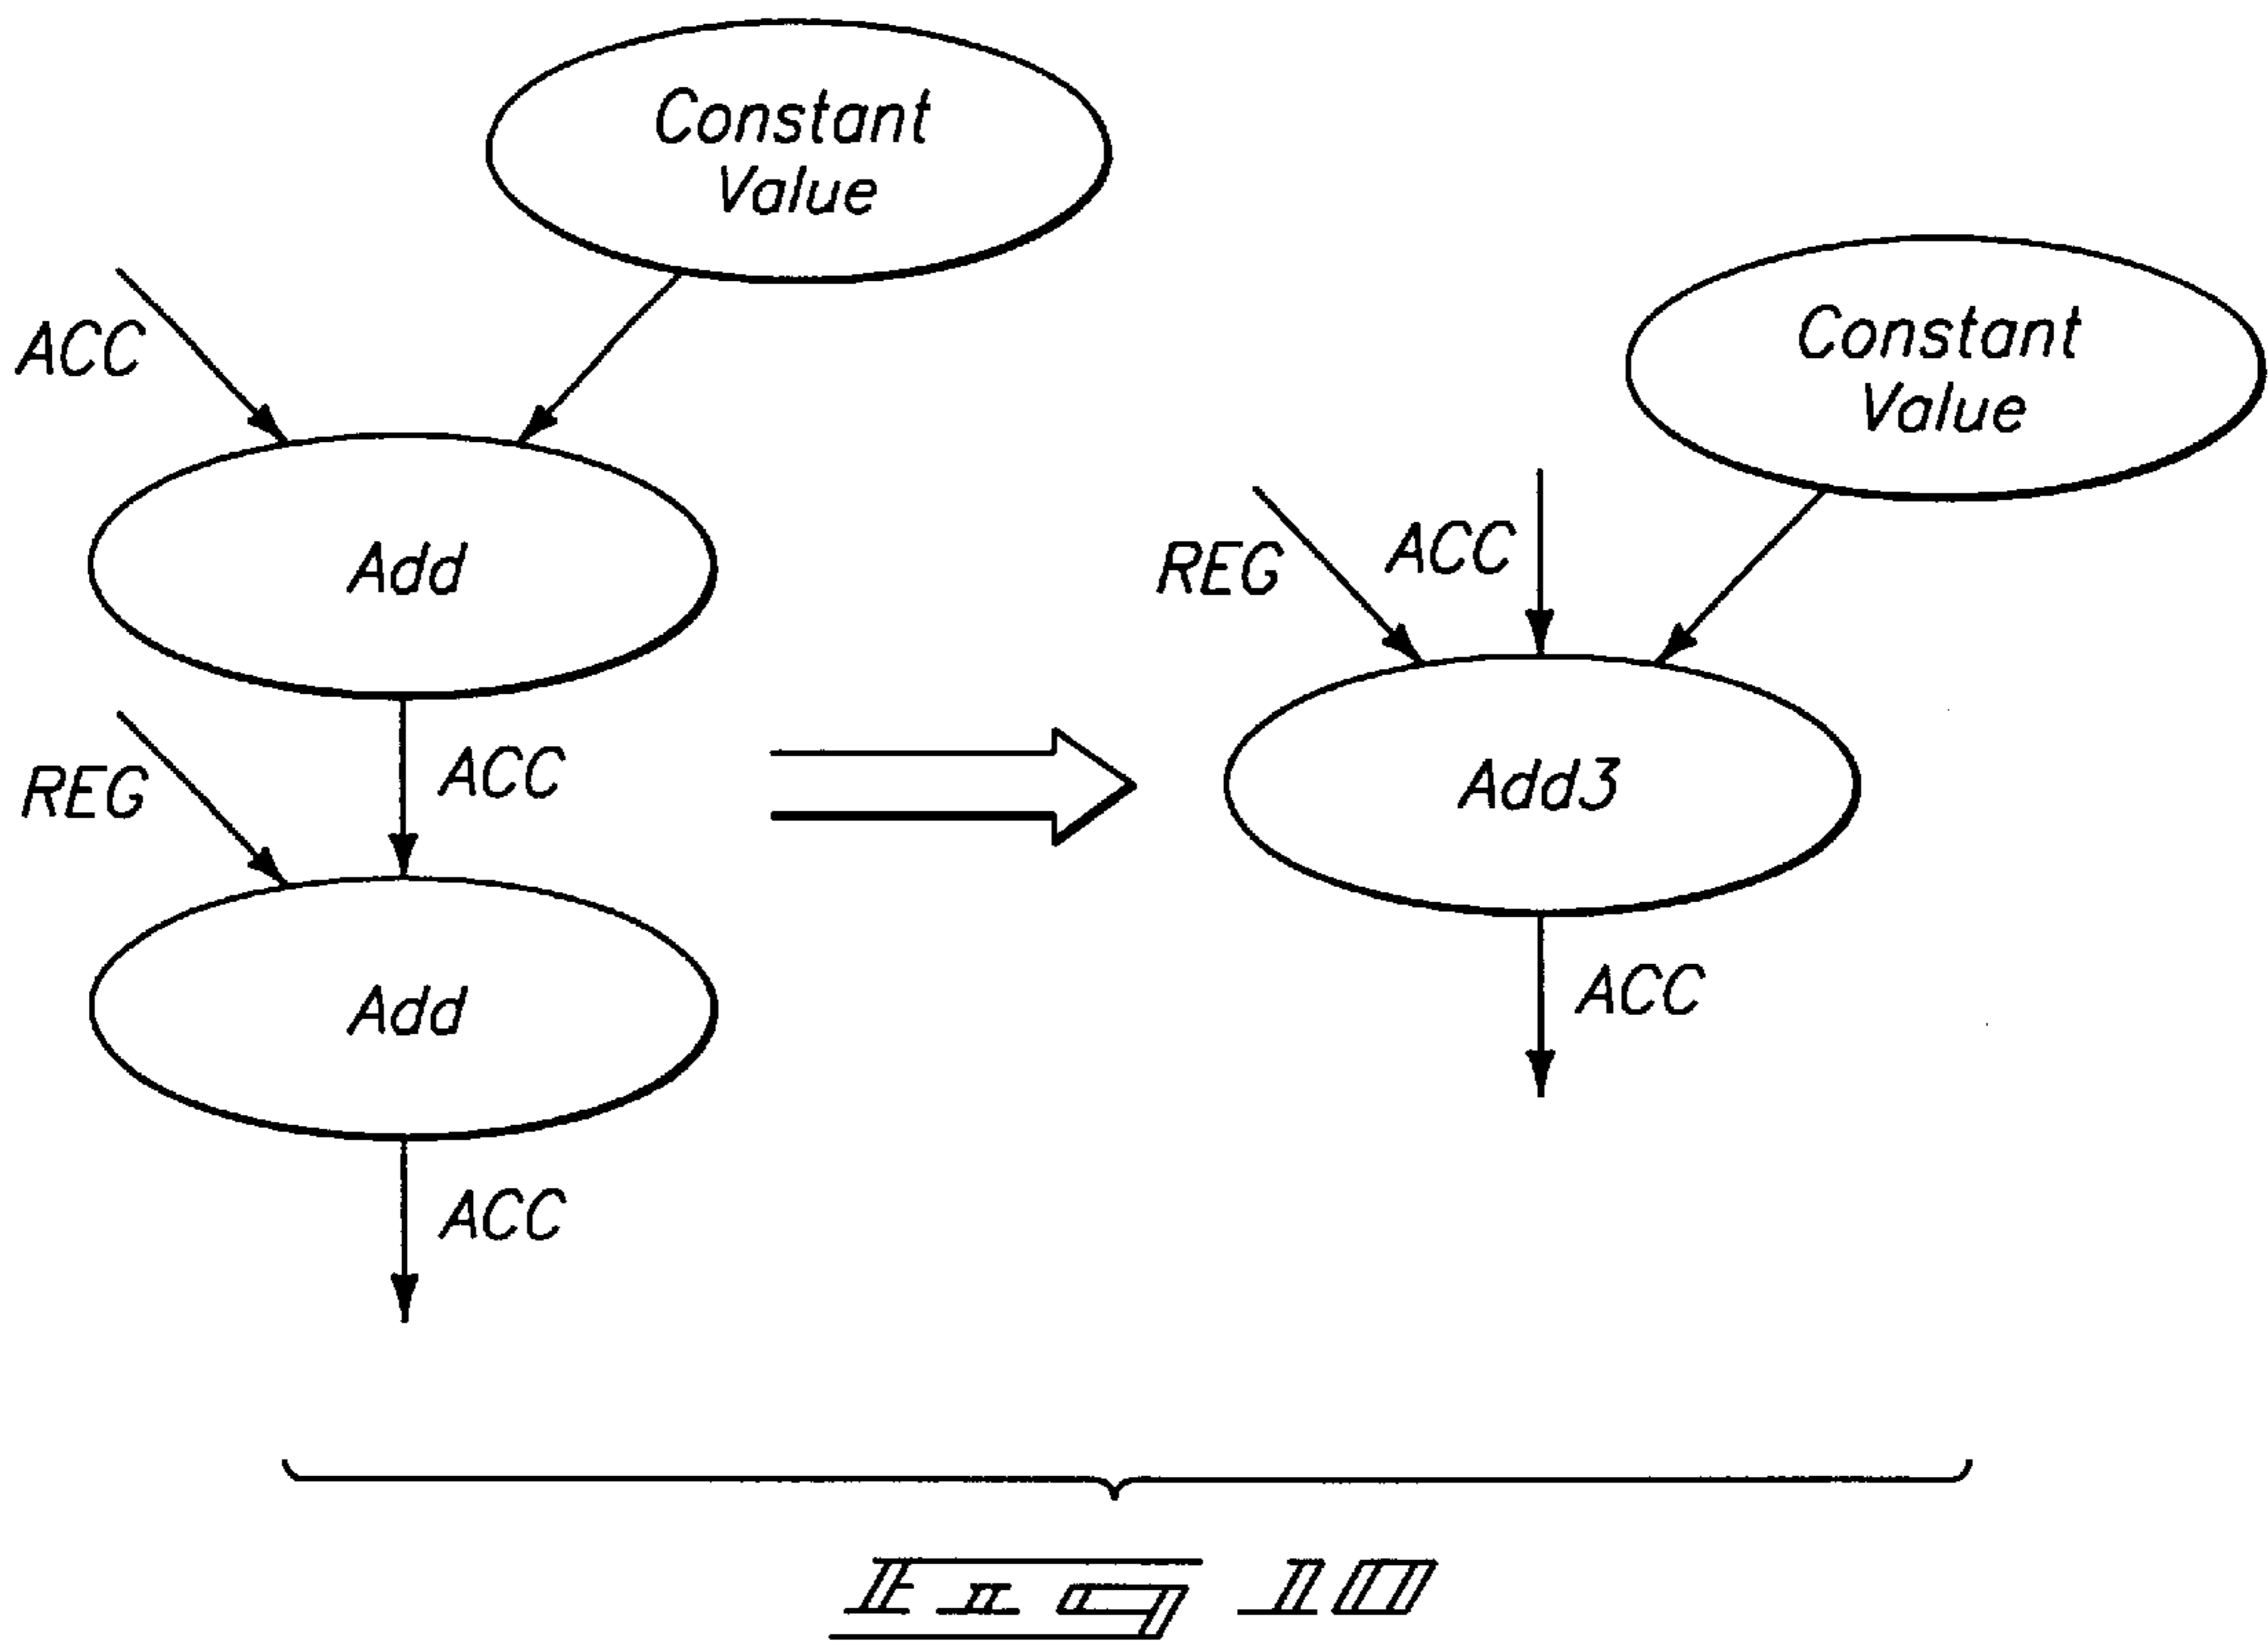 Constant
Value
ACC
Add
REG
ACC
Add
ACC
Constant
Value
REG
ACC
Add3
ACC
Fig 10